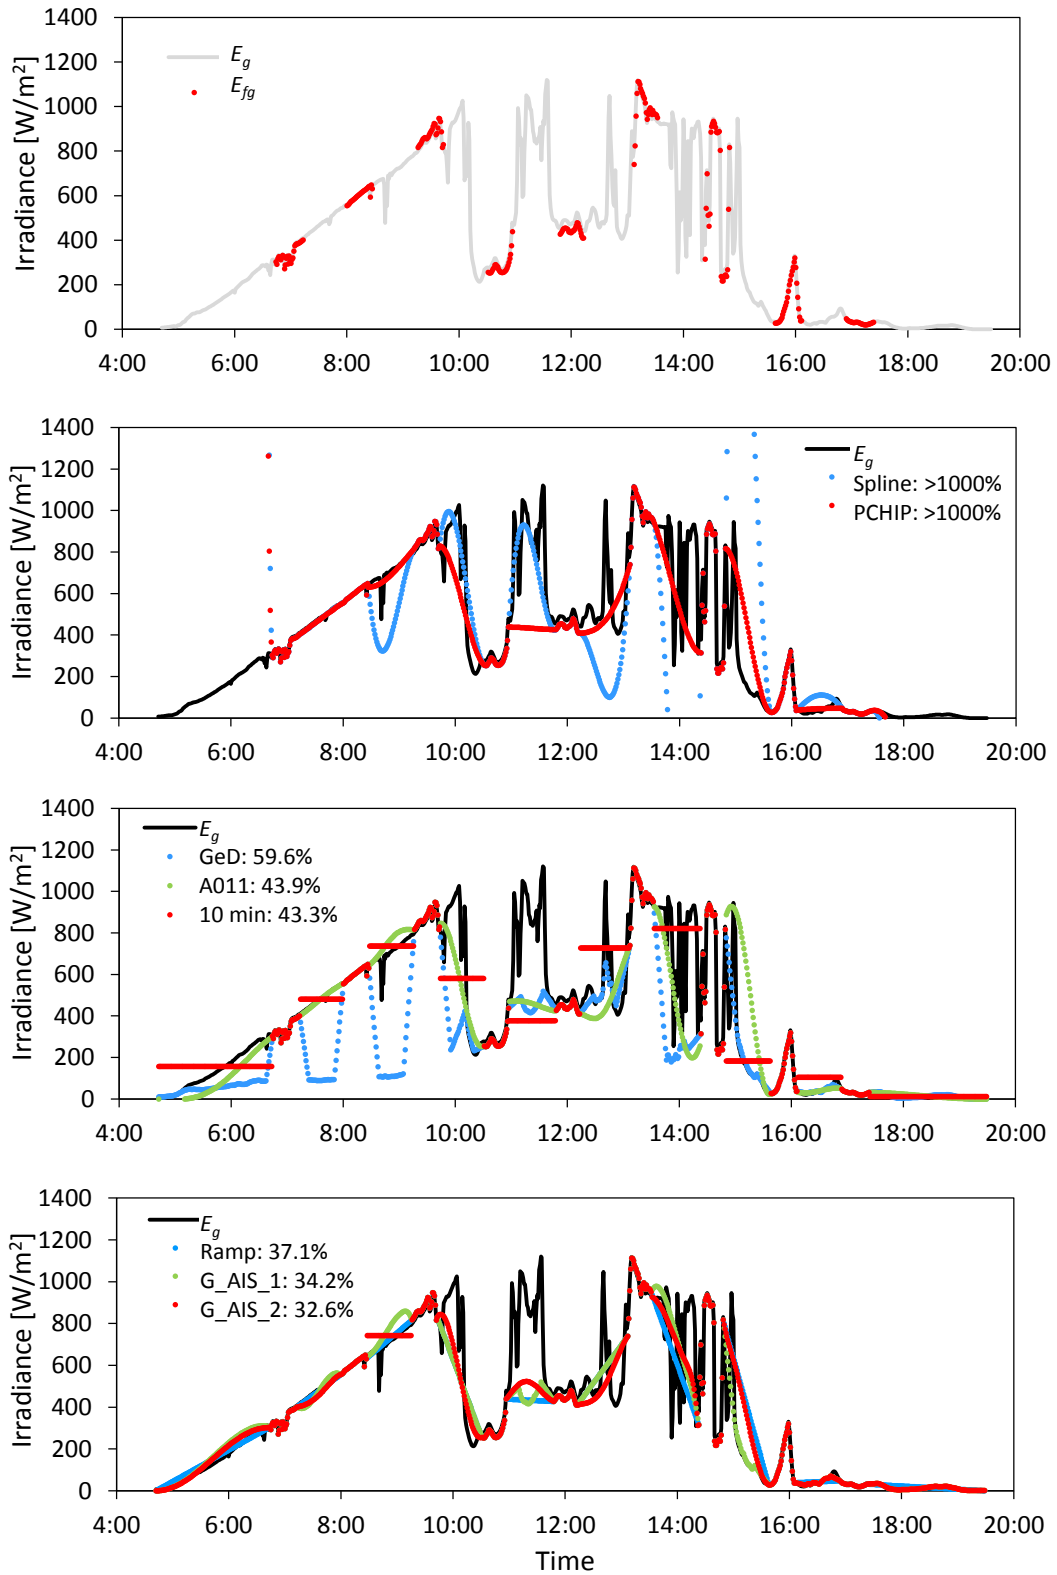 1400
1200
1000
800
600
400
200
0
Irradiance [W/m²]
E_g
E_fg
4:00 6:00 8:00 10:00 12:00 14:00 16:00 18:00 20:00
1400
1200
1000
800
600
400
200
0
Irradiance [W/m²]
E_g
Spline: >1000%
PCHIP: >1000%
4:00 6:00 8:00 10:00 12:00 14:00 16:00 18:00 20:00
1400
1200
1000
800
600
400
200
0
Irradiance [W/m²]
E_g
GeD: 59.6%
A011: 43.9%
10 min: 43.3%
4:00 6:00 8:00 10:00 12:00 14:00 16:00 18:00 20:00
1400
1200
1000
800
600
400
200
0
Irradiance [W/m²]
E_g
Ramp: 37.1%
G_AIS_1: 34.2%
G_AIS_2: 32.6%
4:00 6:00 8:00 10:00 12:00 14:00 16:00 18:00 20:00
Time